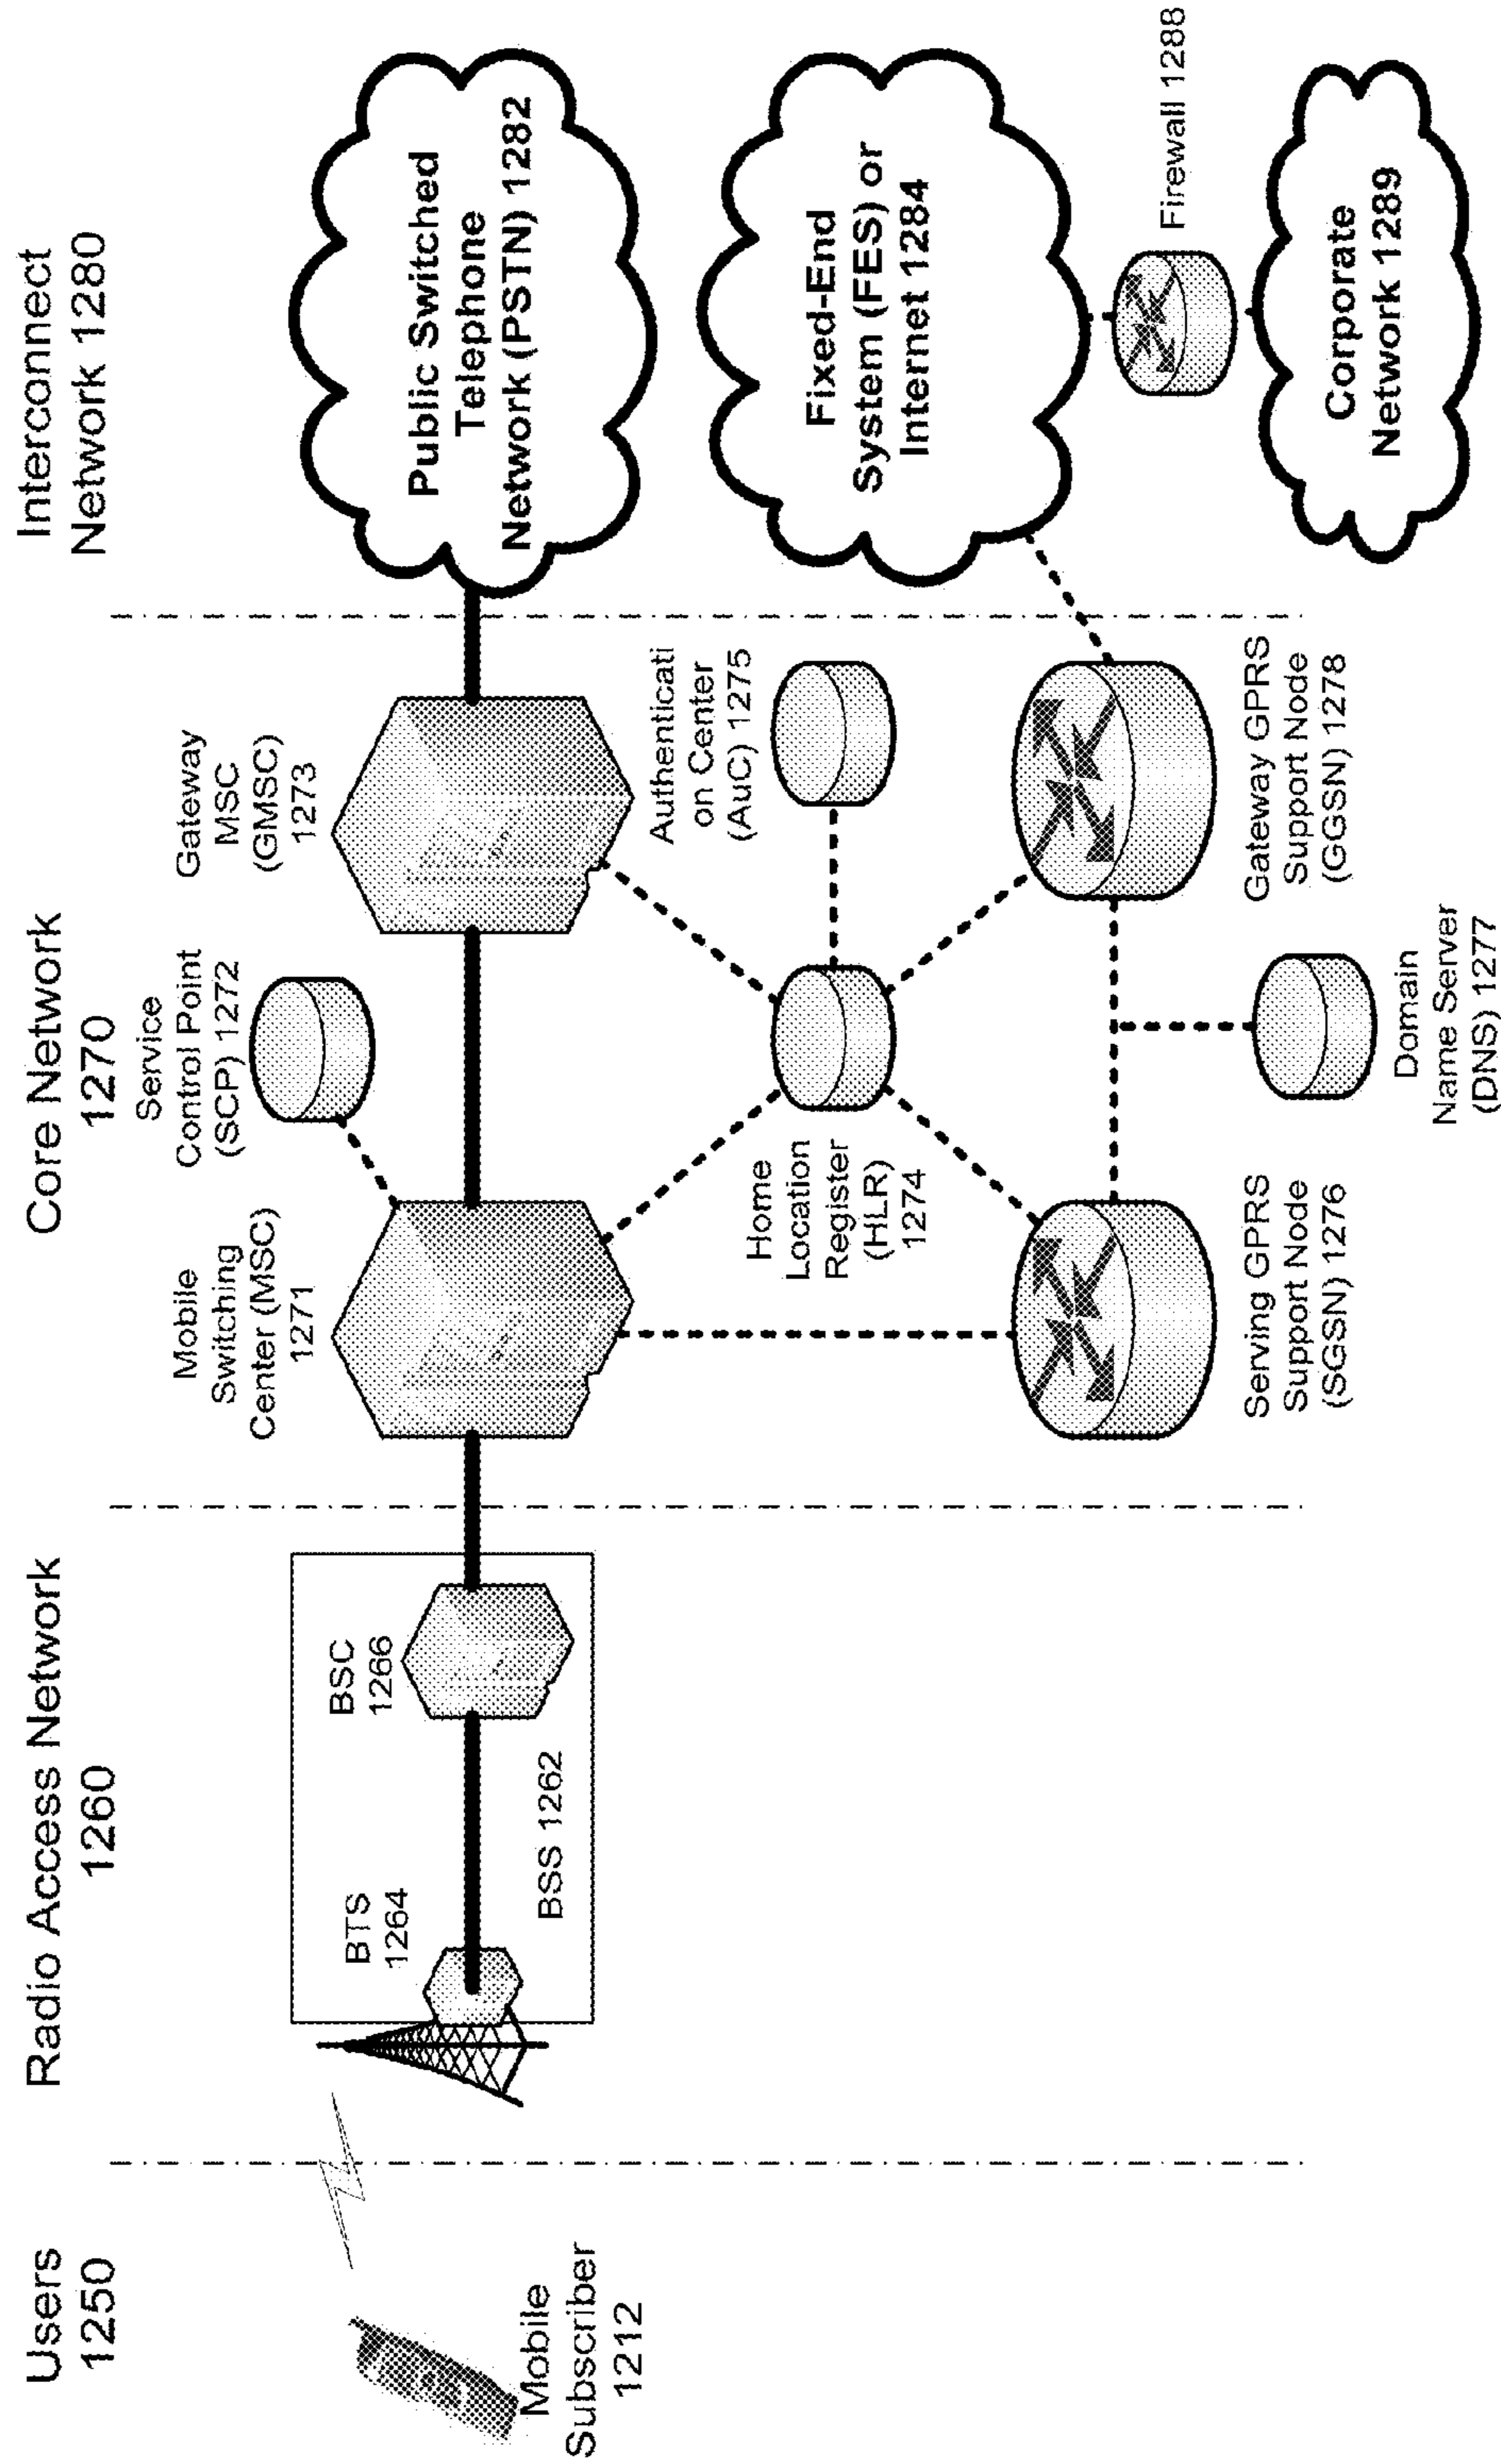 Users
1250
Radio Access Network
1260
Core Network
1270
Interconnect
Network 1280
Mobile
Subscriber
1212
BTS
1264
BSC
1266
BSS 1262
Mobile
Switching
Center (MSC)
1271
Service
Control Point
(SCP) 1272
Gateway
MSC
(GMSC)
1273
Home
Location
Register
(HLR)
1274
Authenticati
on Center
(AuC) 1275
Serving GPRS
Support Node
(SGSN) 1276
Domain
Name Server
(DNS) 1277
Gateway GPRS
Support Node
(GGSN) 1278
Public Switched
Telephone
Network (PSTN) 1282
Fixed-End
System (FES) or
Internet 1284
Firewall 1288
Corporate
Network 1289